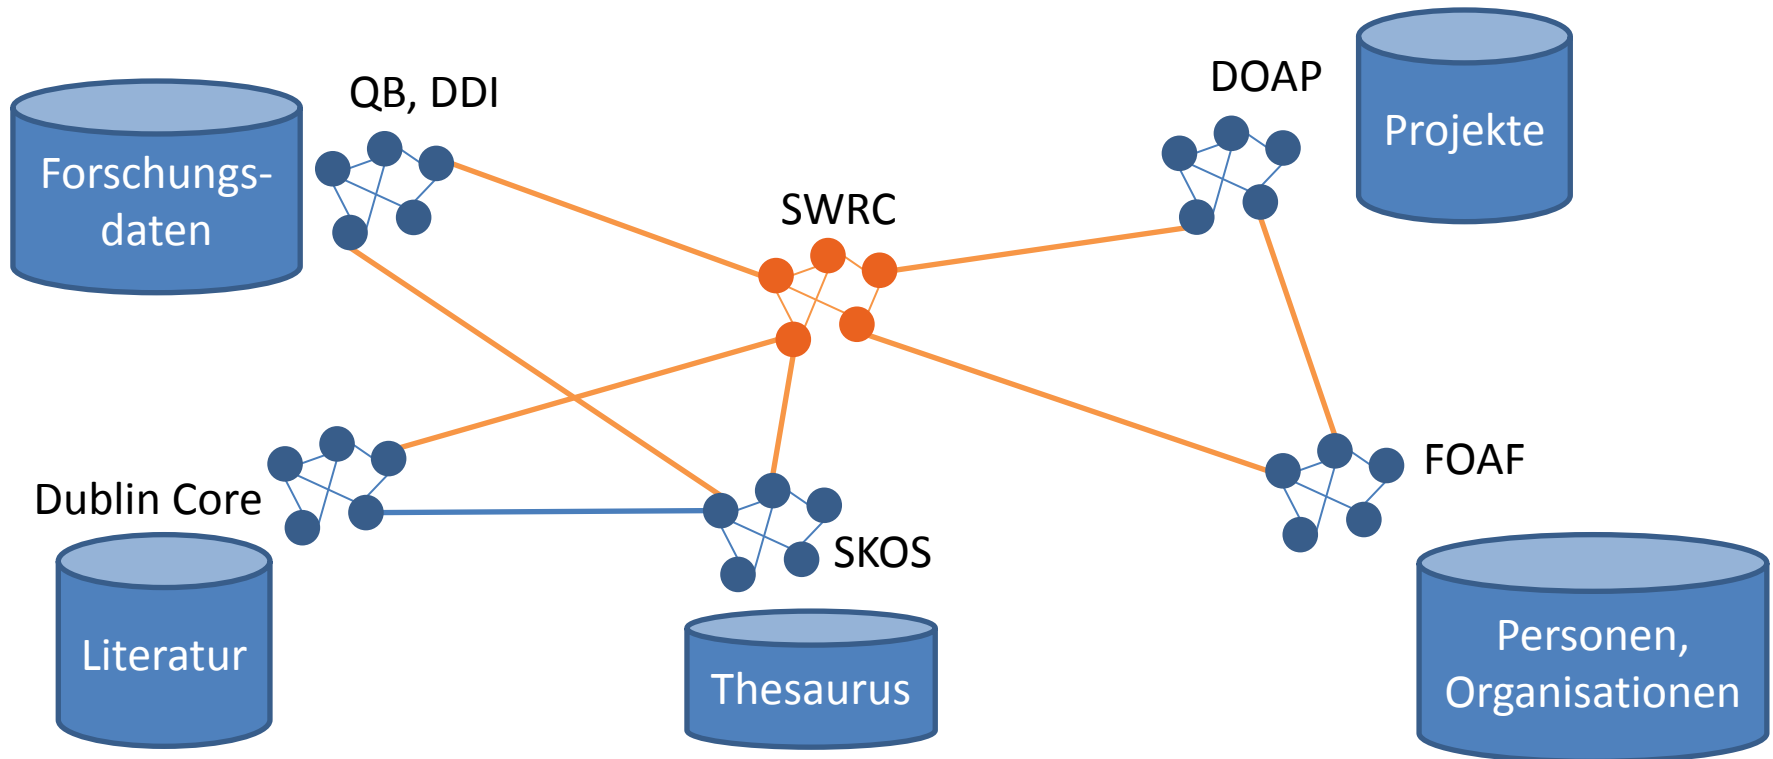 QB, DDI
DOAP
Forschungs-
daten
Projekte
SWRC
Dublin Core
FOAF
SKOS
Literatur
Thesaurus
Personen,
Organisationen